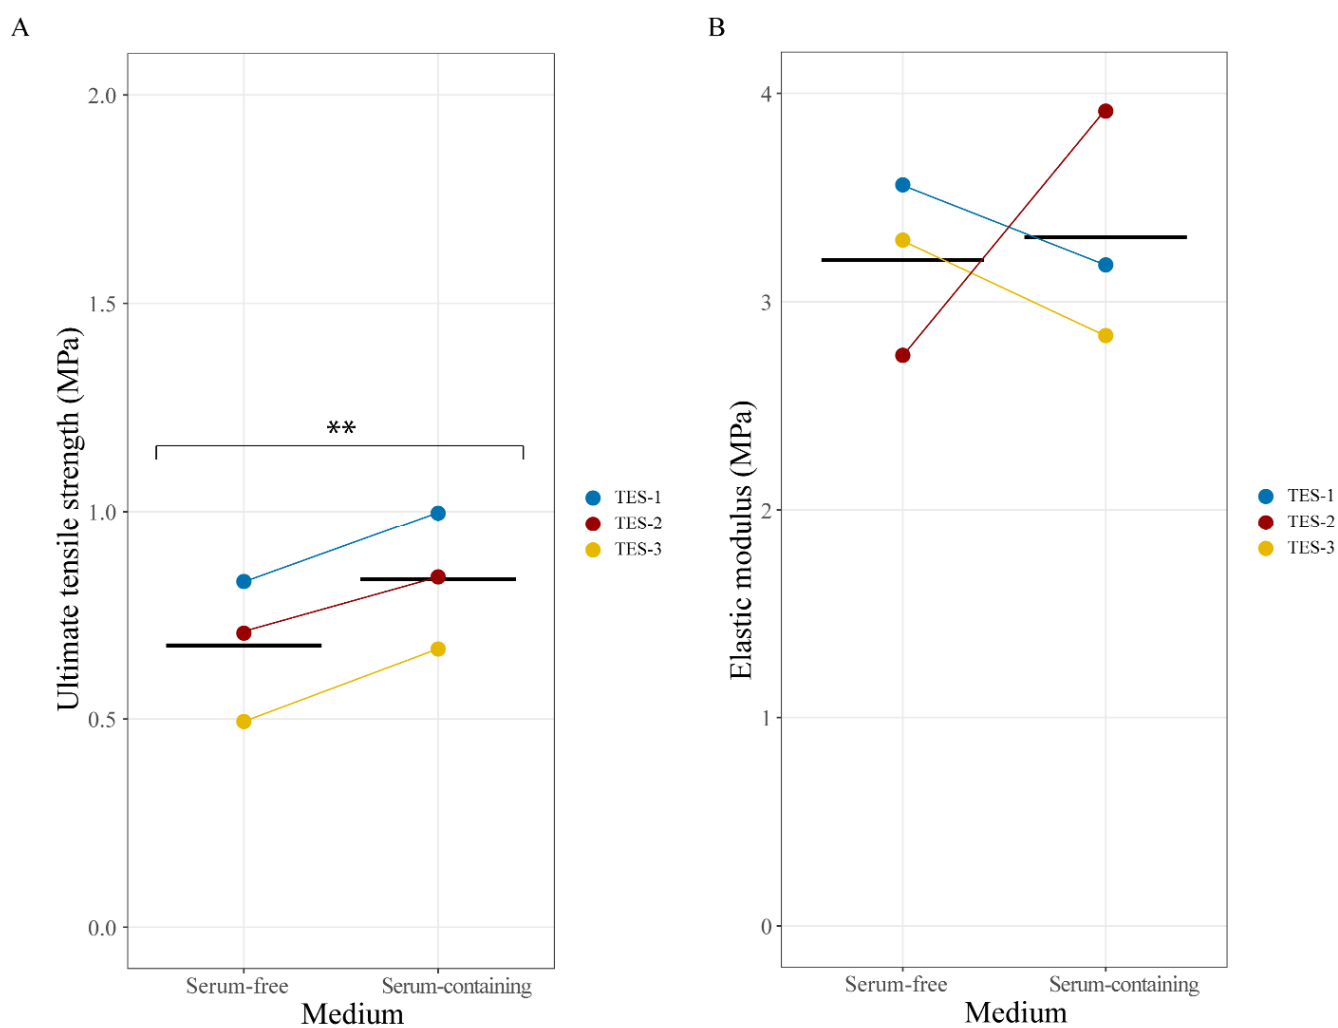 A
Ultimate tensile strength (MPa)
2.0
1.5
1.0
0.5
0.0
**
Serum-free
Serum-containing
Medium
TES-1
TES-2
TES-3
B
Elastic modulus (MPa)
4
3
2
1
0
Serum-free
Serum-containing
Medium
TES-1
TES-2
TES-3